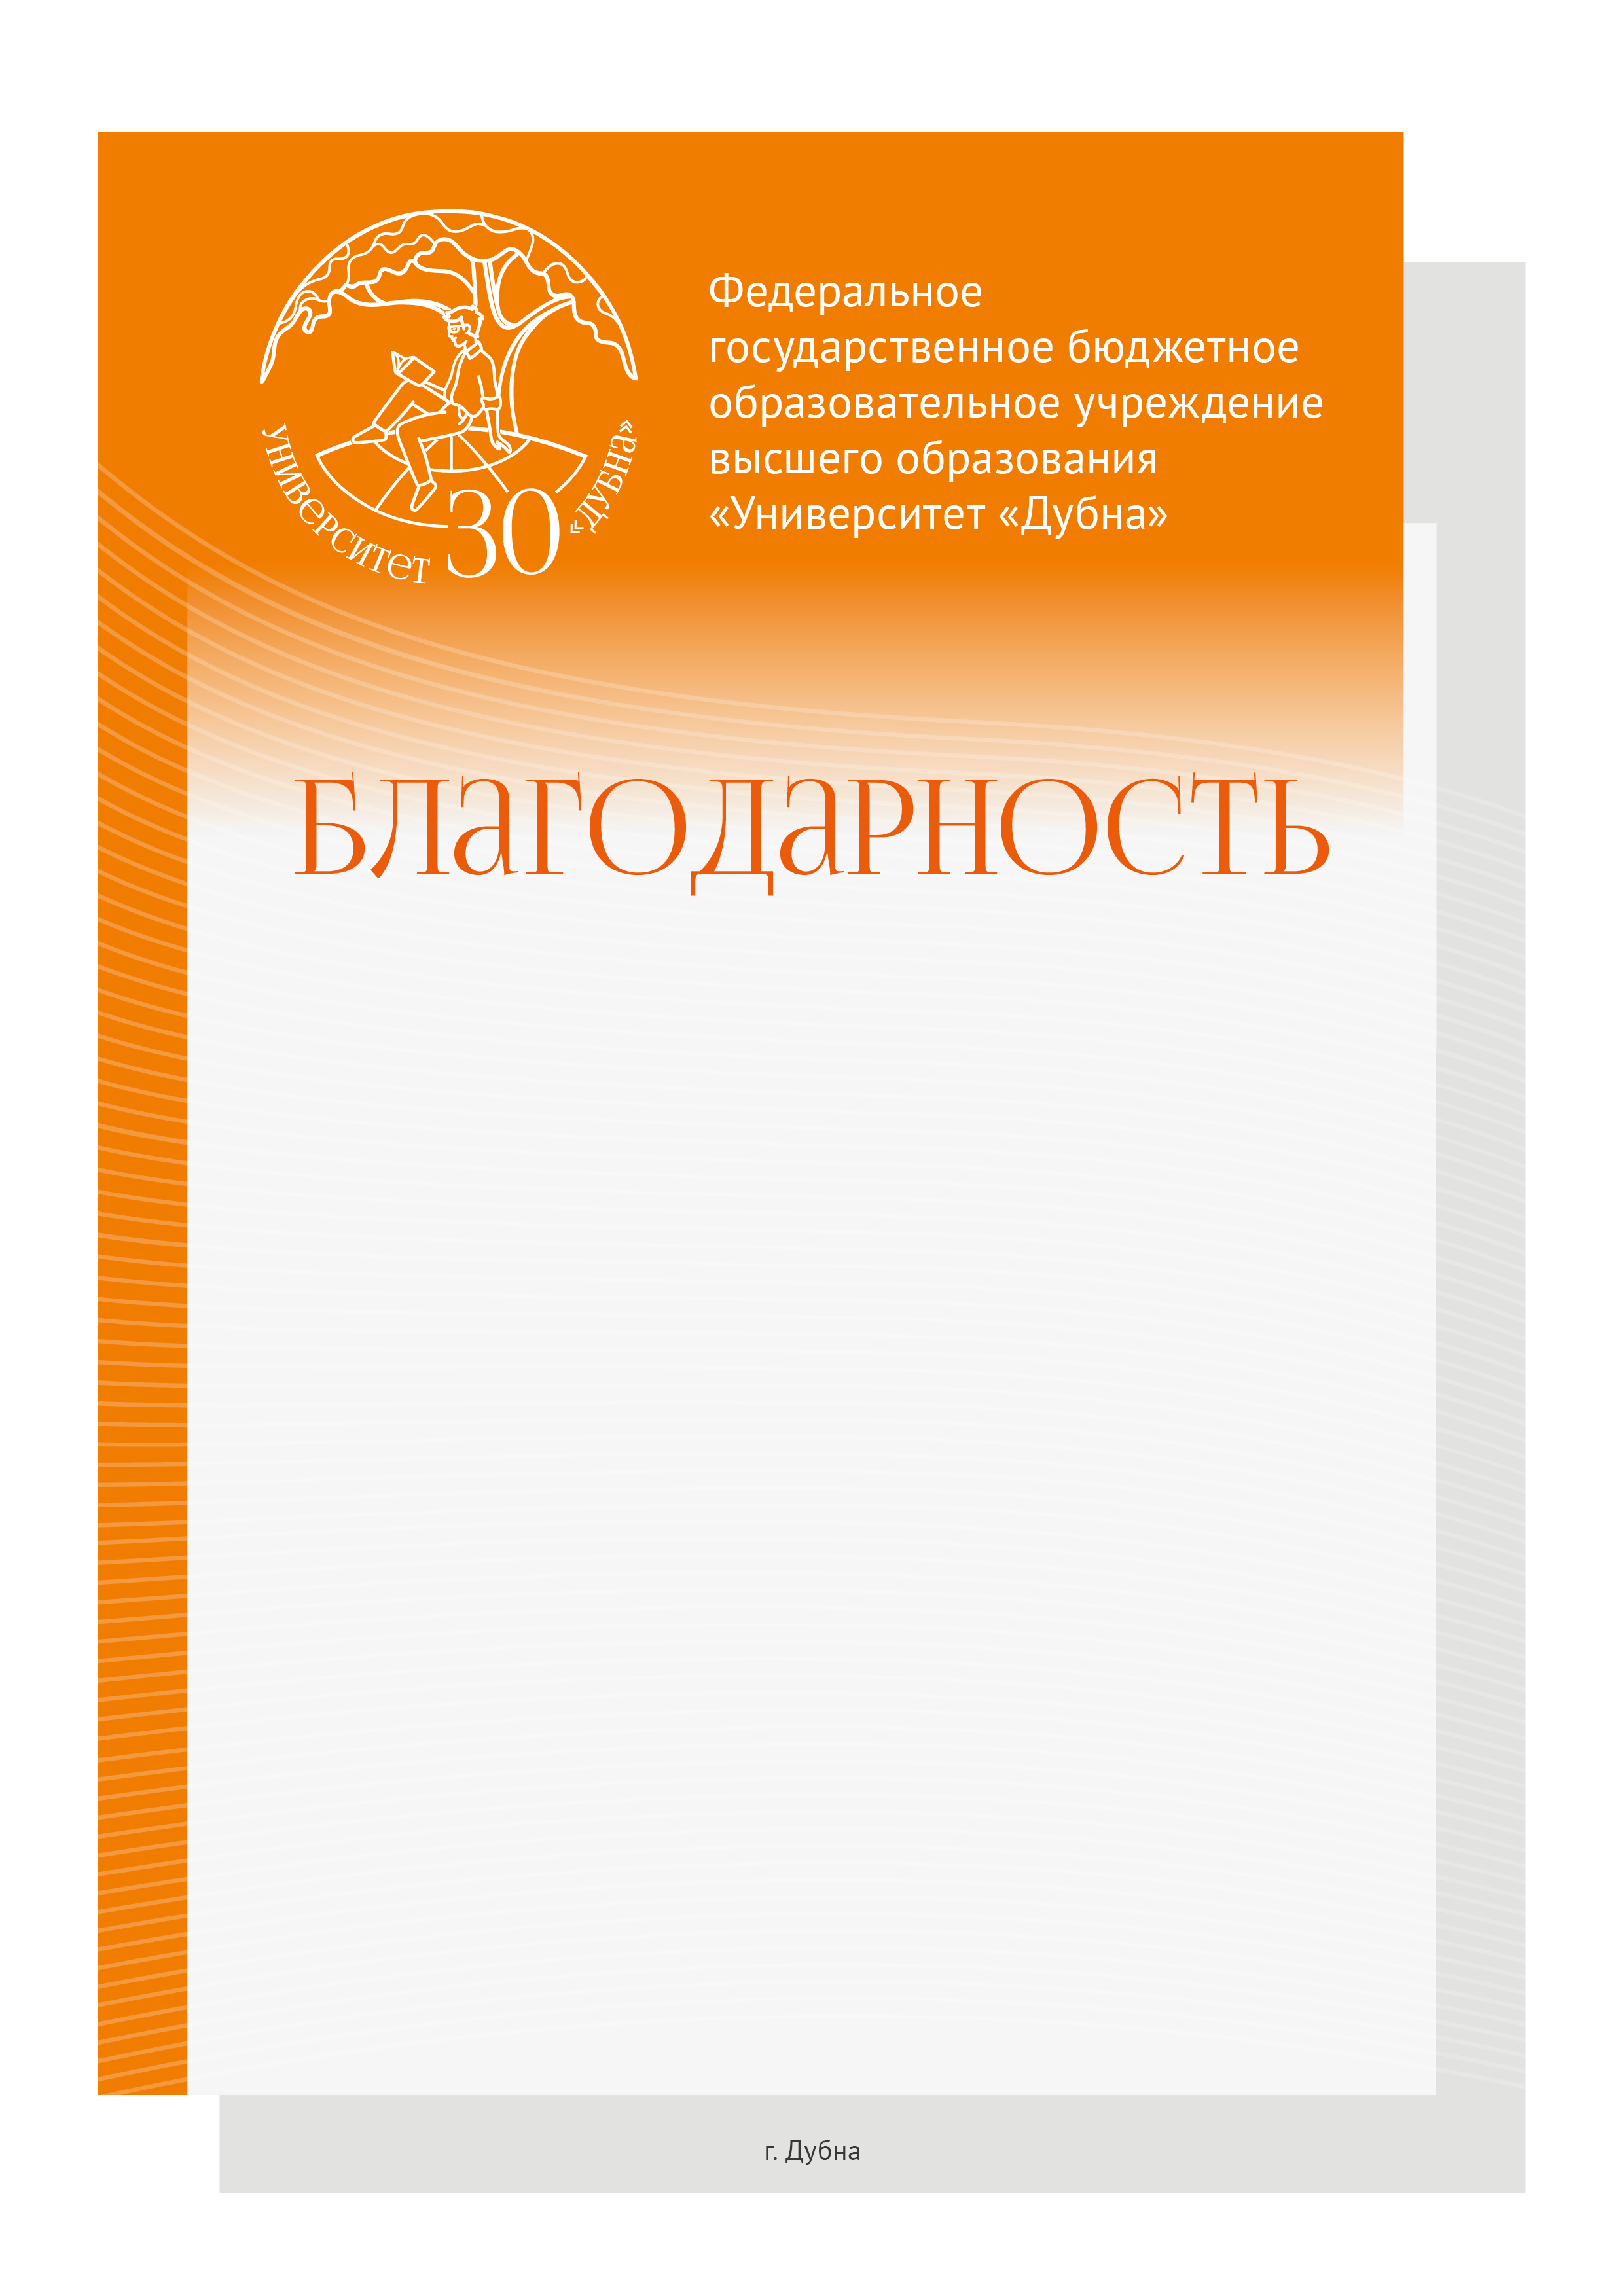 университет 30 «Дубна»
Федеральное
государственное бюджетное
образовательное учреждение
высшего образования
«Университет «Дубна»
БЛАГОДАРНОСТЬ
г. Дубна